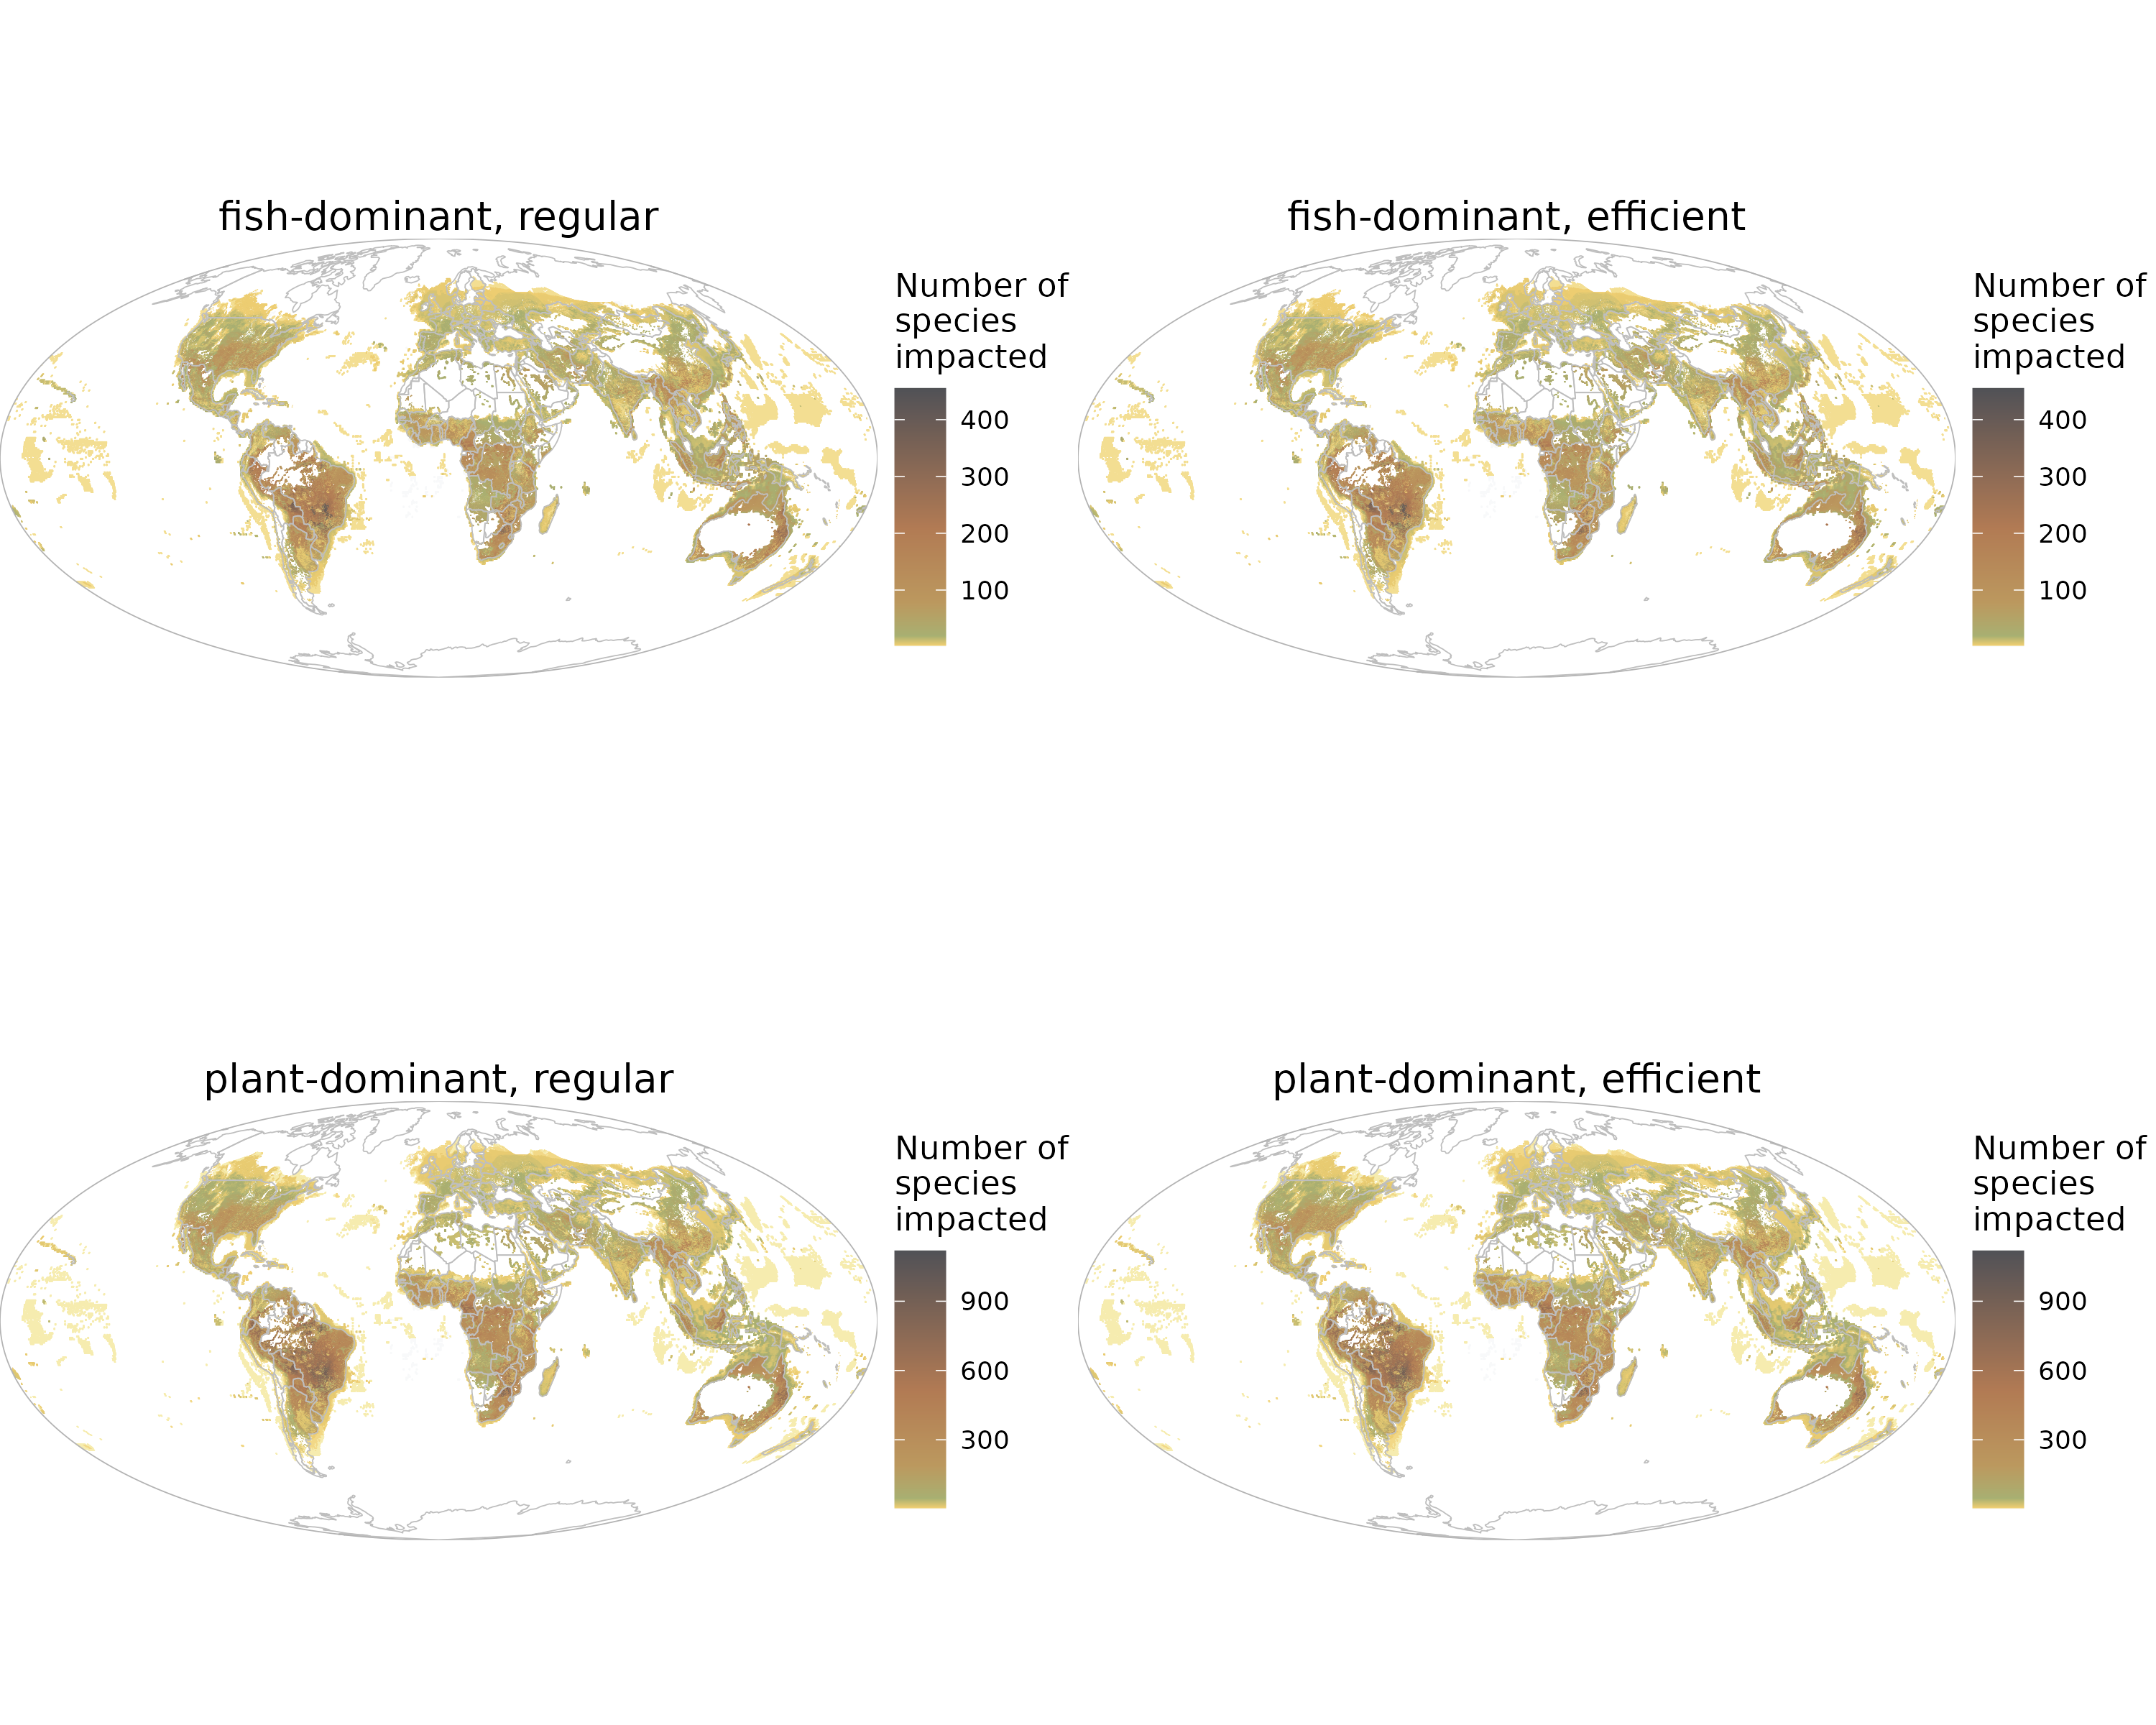 fish-dominant, regular
Number of
species
impacted
400
300
200
100
fish-dominant, efficient
Number of
species
impacted
400
300
200
100
plant-dominant, regular
Number of
species
impacted
900
600
300
plant-dominant, efficient
Number of
species
impacted
900
600
300